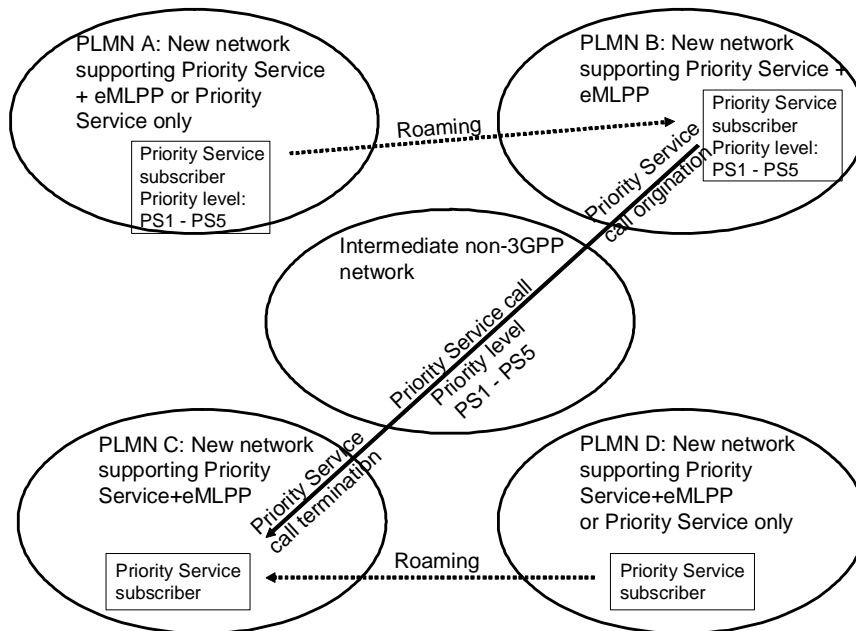 PLMN A: New network
supporting Priority Service
+ eMLPP or Priority
Service only
Priority Service
subscriber
Priority level:
PS1 - PS5
Roaming
PLMN B: New network
supporting Priority Service +
eMLPP
Priority Service
subscriber
Priority level:
PS1 - PS5
Priority Service
call origination
Intermediate non-3GPP
network
Priority Service call
Priority level
PS1 - PS5
Priority Service
call termination
PLMN C: New network
supporting Priority
Service+eMLPP
Priority Service
subscriber
Roaming
PLMN D: New network
supporting Priority
Service+eMLPP
or Priority Service only
Priority Service
subscriber